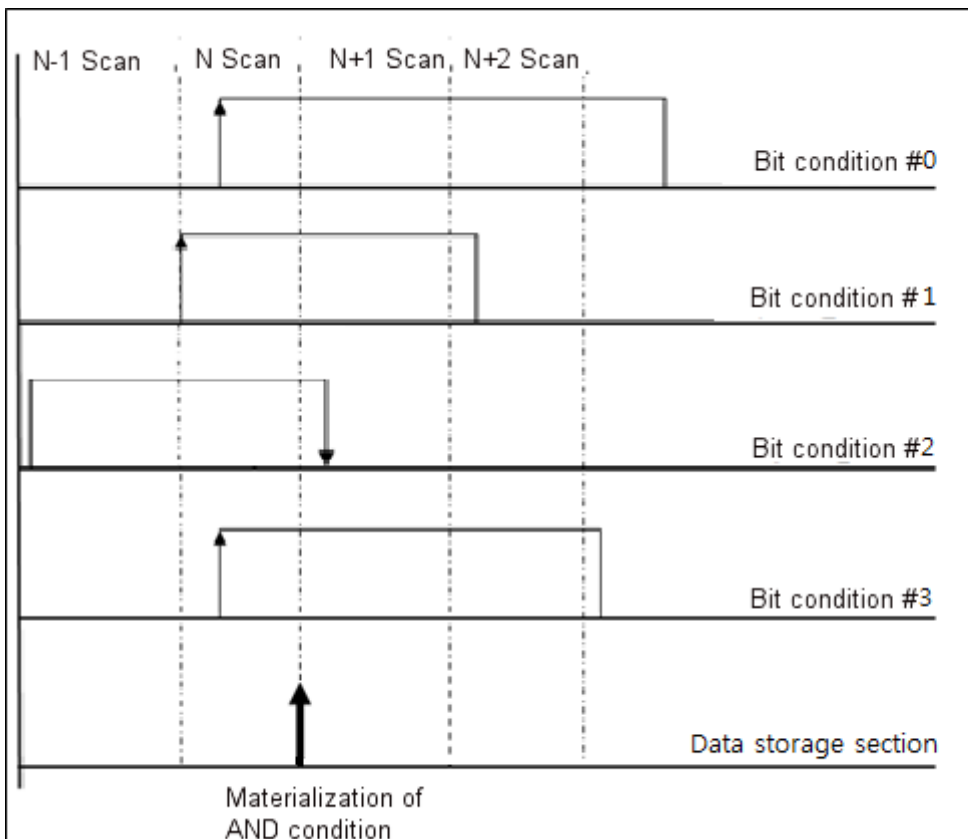 N-1 Scan N Scan N+1 Scan N+2 Scan
Bit condition #0
Bit condition #1
Bit condition #2
Bit condition #3
Data storage section
Materialization of
AND condition